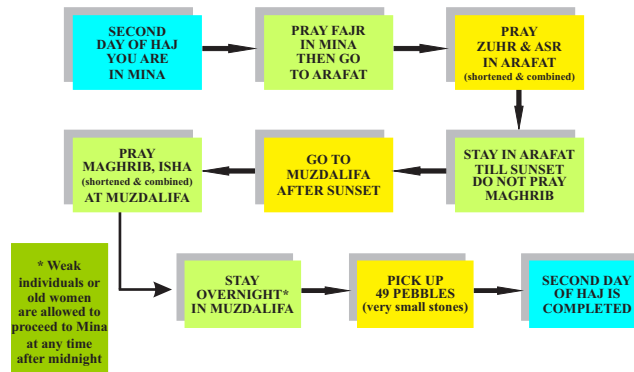 SECOND
DAY OF HAJ
YOU ARE
IN MINA
PRAY FAJR
IN MINA
THEN GO
TO ARAFAT
PRAY
ZUHR & ASR
IN ARAFAT
(shortened & combined)
STAY IN ARAFAT
TILL SUNSET
DO NOT PRAY
MAGHRIB
GO TO
MUZDALIFA
AFTER SUNSET
PRAY
MAGHRIB, ISHA
(shortened & combined)
AT MUZDALIFA
* Weak
individuals or
old women
are allowed to
proceed to Mina
at any time
after midnight
STAY
OVERNIGHT*
IN MUZDALIFA
PICK UP
49 PEBBLES
(very small stones)
SECOND DAY
OF HAJ IS
COMPLETED